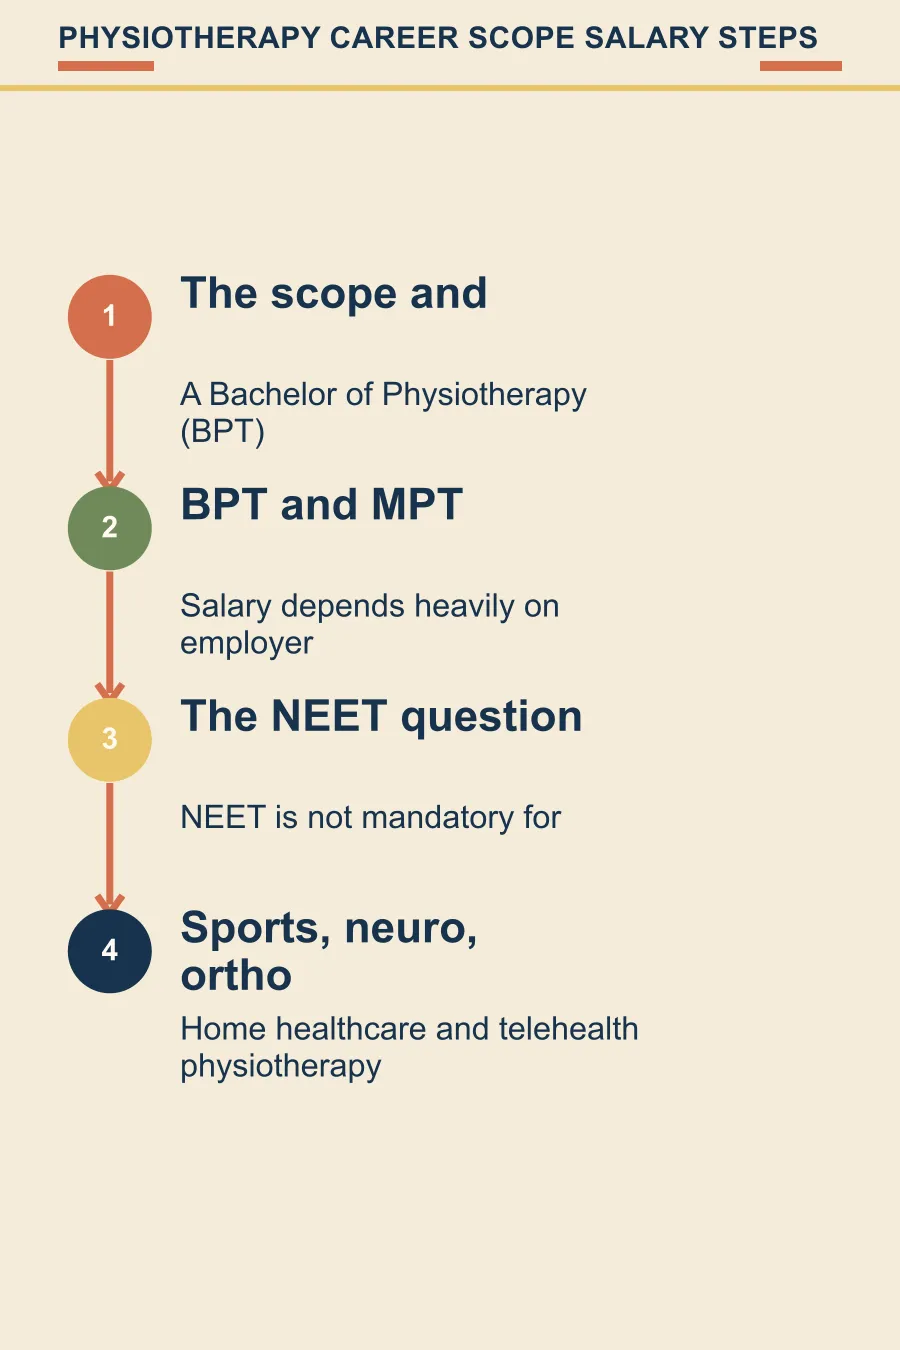 PHYSIOTHERAPY CAREER SCOPE SALARY STEPS
1
The scope and
A Bachelor of Physiotherapy
(BPT)
2
BPT and MPT
Salary depends heavily on
employer
3
The NEET question
NEET is not mandatory for
4
Sports, neuro,
ortho
Home healthcare and telehealth
physiotherapy